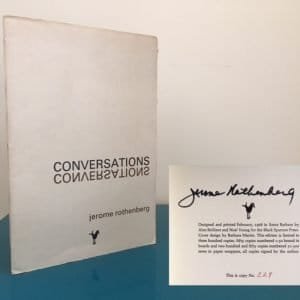 CONVERSATIONS
CONVERSATIONS
jerome rothenberg
Jerome Rothenberg
Designed and printed February, 1968 in Santa Barbara by
Alan Brilliant and Noel Young for the Black Sparrow Press.
Cover design by Barbara Martin. This edition is limited to
three hundred copies; fifty copies numbered 1-50 bound in
boards and two hundred and fifty copies numbered 51-300
sewn in paper wrappers, all copies signed by the author.
This is copy No. 229